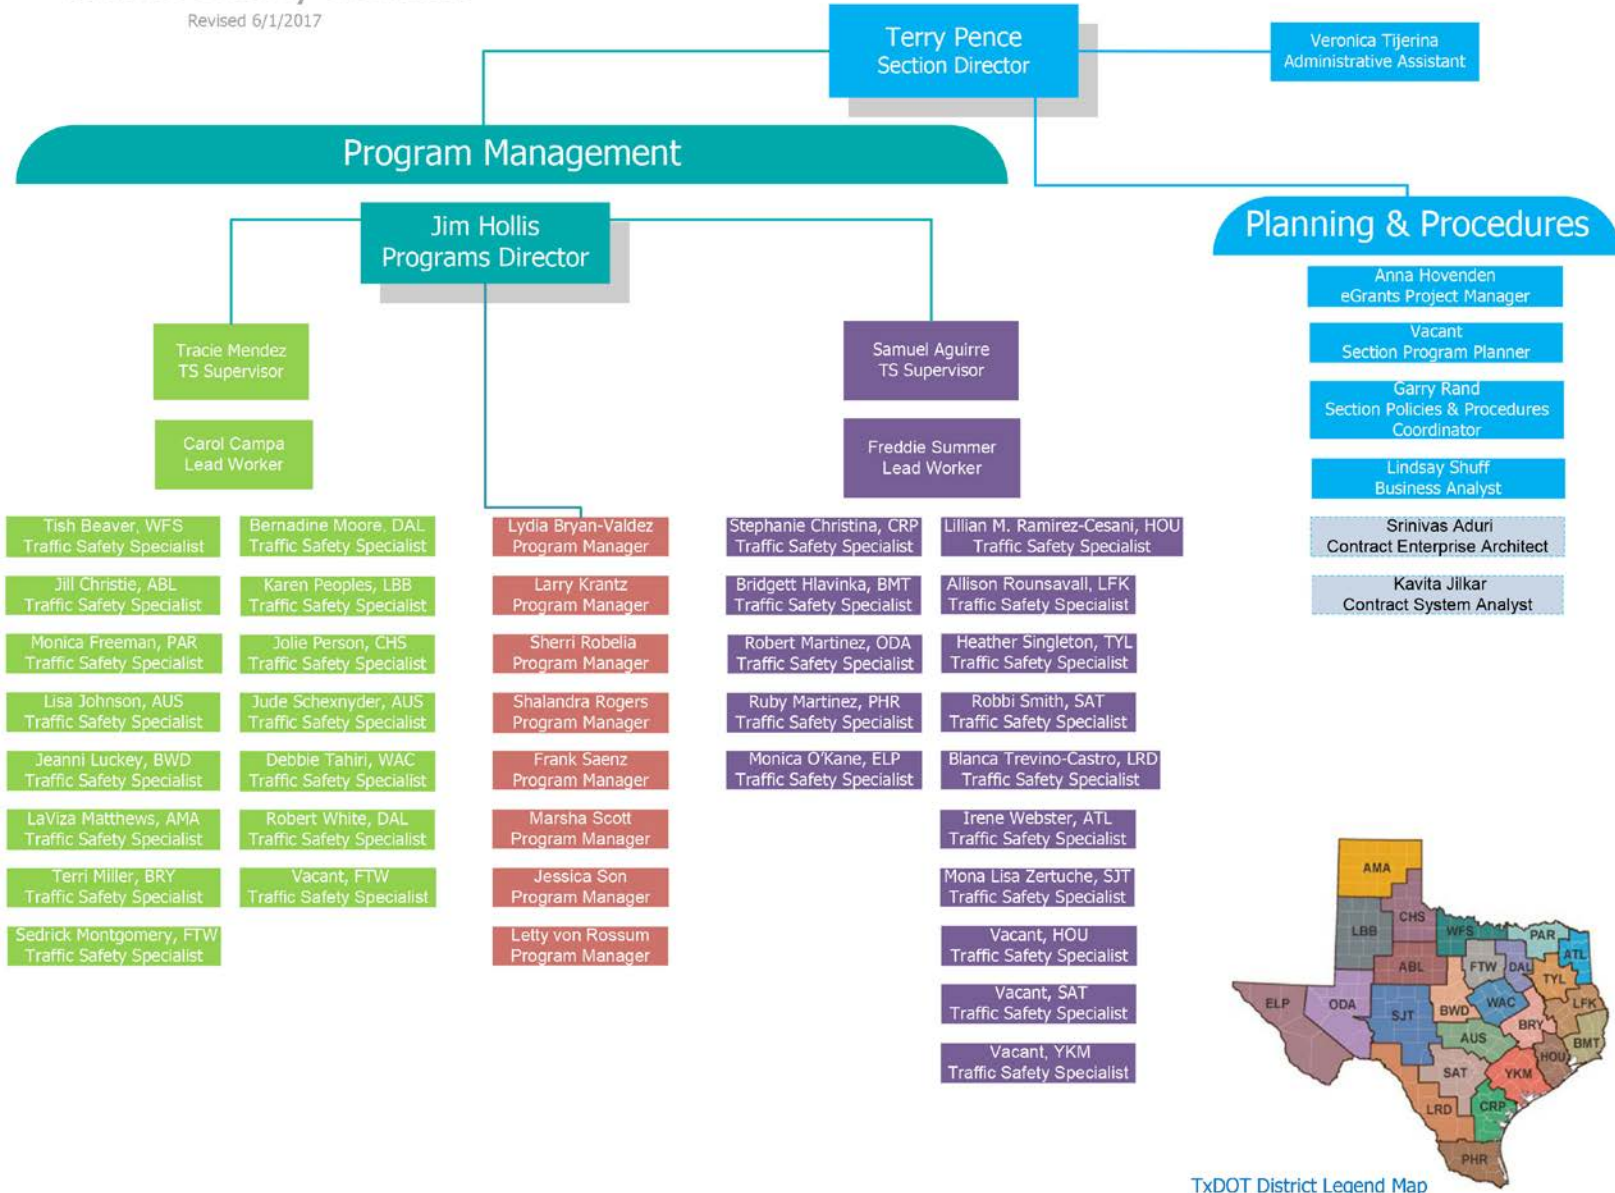 Revised 6/1/2017
Terry Pence
Section Director
Veronica Tijerina
Administrative Assistant
Program Management
Jim Hollis
Programs Director
Planning & Procedures
Anna Hovenden
eGrants Project Manager
Vacant
Section Program Planner
Garry Rand
Section Policies & Procedures
Coordinator
Lindsay Shuff
Business Analyst
Srinivas Aduri
Contract Enterprise Architect
Kavita Jilkar
Contract System Analyst
Tracie Mendez
TS Supervisor
Carol Campa
Lead Worker
Samuel Aguirre
TS Supervisor
Freddie Summer
Lead Worker
Tish Beaver, WFS
Traffic Safety Specialist
Jill Christie, ABL
Traffic Safety Specialist
Monica Freeman, PAR
Traffic Safety Specialist
Lisa Johnson, AUS
Traffic Safety Specialist
Jeanni Luckey, BWD
Traffic Safety Specialist
LaViza Matthews, AMA
Traffic Safety Specialist
Terri Miller, BRY
Traffic Safety Specialist
Sedrick Montgomery, FTW
Traffic Safety Specialist
Bernadine Moore, DAL
Traffic Safety Specialist
Karen Peoples, LBB
Traffic Safety Specialist
Jolie Person, CHS
Traffic Safety Specialist
Jude Schexnyder, AUS
Traffic Safety Specialist
Debbie Tahiri, WAC
Traffic Safety Specialist
Robert White, DAL
Traffic Safety Specialist
Vacant, FTW
Traffic Safety Specialist
Lydia Bryan-Valdez
Program Manager
Larry Krantz
Program Manager
Sherri Robelia
Program Manager
Shalandra Rogers
Program Manager
Frank Saenz
Program Manager
Marsha Scott
Program Manager
Jessica Son
Program Manager
Letty von Rossum
Program Manager
Stephanie Christina, CRP
Traffic Safety Specialist
Bridgett Hlavinka, BMT
Traffic Safety Specialist
Robert Martinez, ODA
Traffic Safety Specialist
Ruby Martinez, PHR
Traffic Safety Specialist
Monica O'Kane, ELP
Traffic Safety Specialist
Lillian M. Ramirez-Cesani, HOU
Traffic Safety Specialist
Allison Rounsavall, LFK
Traffic Safety Specialist
Heather Singleton, TYL
Traffic Safety Specialist
Robbi Smith, SAT
Traffic Safety Specialist
Blanca Trevino-Castro, LRD
Traffic Safety Specialist
Irene Webster, ATL
Traffic Safety Specialist
Mona Lisa Zertuche, SJT
Traffic Safety Specialist
Vacant, HOU
Traffic Safety Specialist
Vacant, SAT
Traffic Safety Specialist
Vacant, YKM
Traffic Safety Specialist
AMA
CHS
LBB
WFS
PAR
ATL
ABL
FTW
DAL
TYL
ELP
ODA
SJT
BWD
WAC
LFK
BRY
AUS
BMT
HOU
SAT
YKM
LRD
CRP
PHR
TxDOT District Legend Map